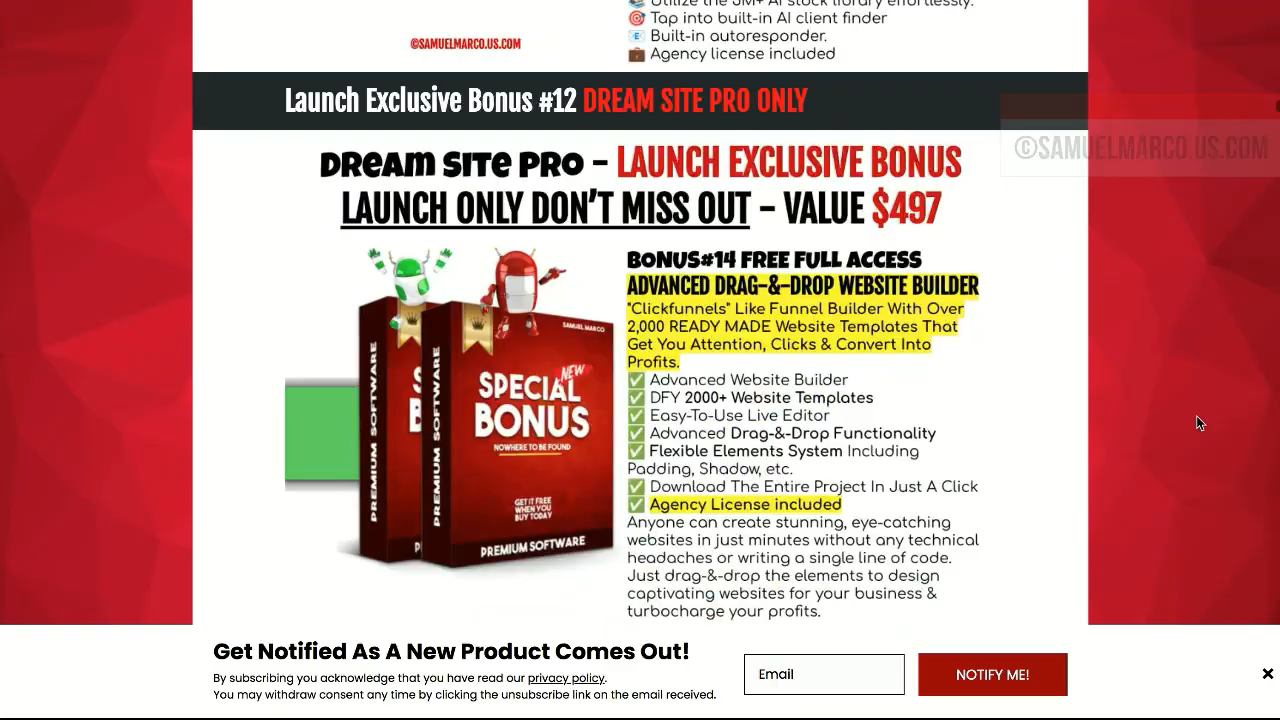 Utilize the 5M+ AI stock library effortlessly.
🎯 Tap into built-in AI client finder
📧 Built-in autoresponder.
💼 Agency license included
©SAMUELMARCO.US.COM
Launch Exclusive Bonus #12 DREAM SITE PRO ONLY
©SAMUELMARCO.US.COM
DREAM SITE PRO – LAUNCH EXCLUSIVE BONUS
LAUNCH ONLY DON'T MISS OUT – VALUE $497
BONUS#14 FREE FULL ACCESS
ADVANCED DRAG-&-DROP WEBSITE BUILDER
"Clickfunnels" Like Funnel Builder With Over
2,000 READY MADE Website Templates That
Get You Attention, Clicks & Convert Into
Profits.
✅ Advanced Website Builder
✅ DFY 2000+ Website Templates
✅ Easy-To-Use Live Editor
✅ Advanced Drag-&-Drop Functionality
✅ Flexible Elements System Including
Padding, Shadow, etc.
✅ Download The Entire Project In Just A Click
✅ Agency License included
Anyone can create stunning, eye-catching
websites in just minutes without any technical
headaches or writing a single line of code.
Just drag-&-drop the elements to design
captivating websites for your business &
turbocharge your profits.
SAMUEL MARCO
PREMIUM SOFTWARE
PREMIUM SOFTWARE
NEW
SPECIAL
BONUS
NOWHERE TO BE FOUND
GET IT FREE
WHEN YOU
BUY TODAY
PREMIUM SOFTWARE
Get Notified As A New Product Comes Out!
By subscribing you acknowledge that you have read our privacy policy.
You may withdraw consent any time by clicking the unsubscribe link on the email received.
Email
NOTIFY ME!